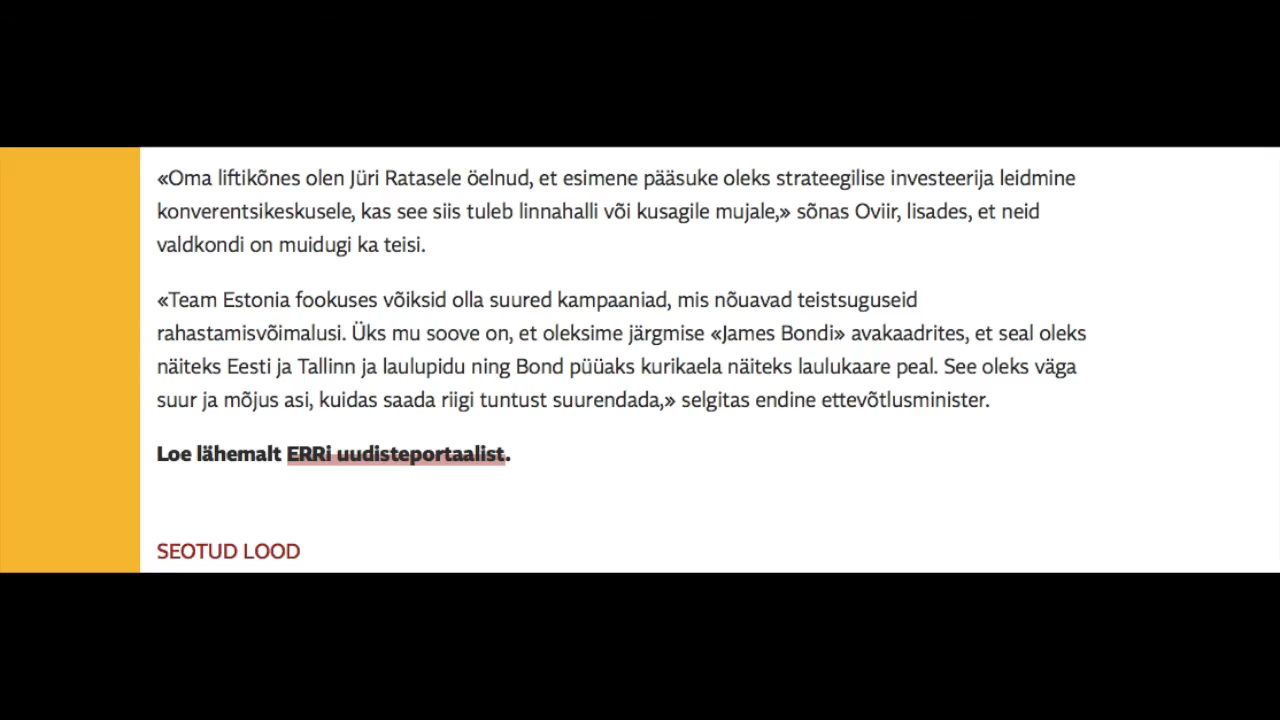 «Oma liftikõnes olen Jüri Ratasele öelnud, et esimene pääsuke oleks strateegilise investeerija leidmine
konverentsikeskusele, kas see siis tuleb linnahalli või kusagile mujale,» sõnas Oviir, lisades, et neid
valdkondi on muidugi ka teisi.
«Team Estonia fookuses võiksid olla suured kampaaniad, mis nõuavad teistsuguseid
rahastamisvõimalusi. Üks mu soove on, et oleksime järgmise «James Bondi» avakaadrites, et seal oleks
näiteks Eesti ja Tallinn ja laulupidu ning Bond püüaks kurikaela näiteks laulukaare peal. See oleks väga
suur ja mõjus asi, kuidas saada riigi tuntust suurendada,» selgitas endine ettevõtlusminister.
Loe lähemalt ERRi uudisteportaalist.
SEOTUD LOOD